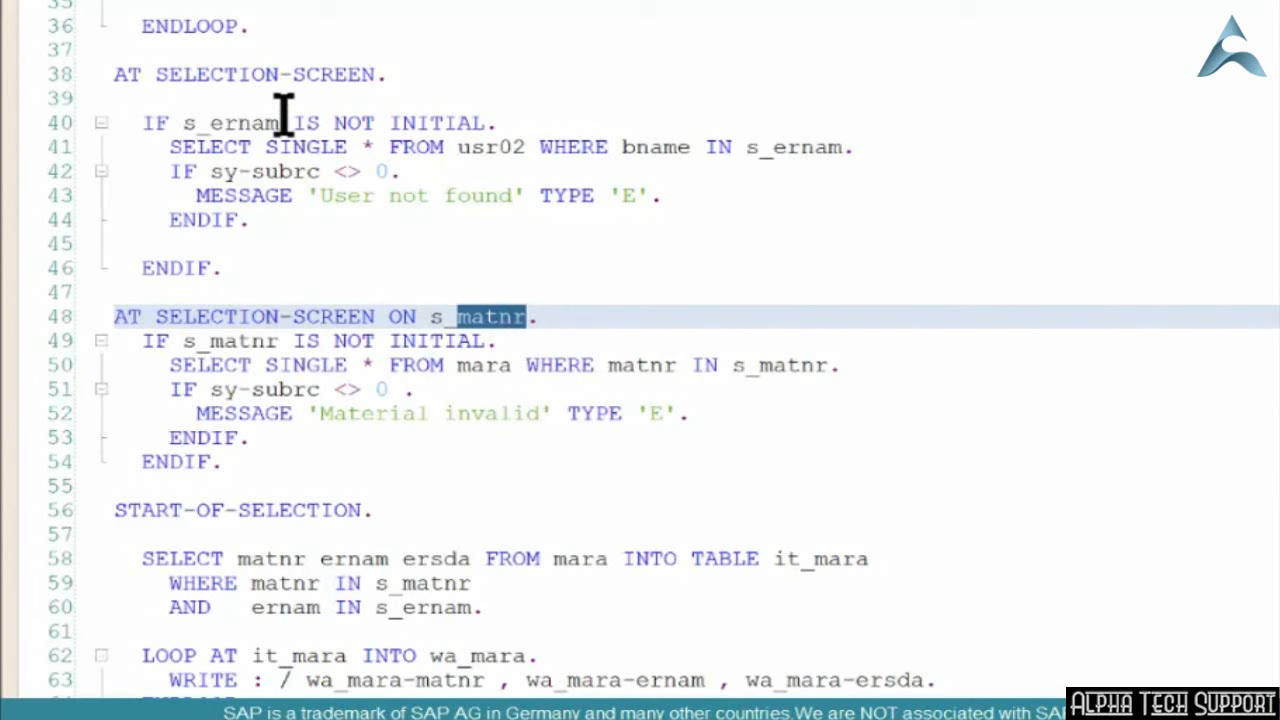 35
36 ENDLOOP.
37
38 AT SELECTION-SCREEN.
39
40 IF s_ernam IS NOT INITIAL.
41 SELECT SINGLE * FROM usr02 WHERE bname IN s_ernam.
42 IF sy-subrc <> 0.
43 MESSAGE 'User not found' TYPE 'E'.
44 ENDIF.
45
46 ENDIF.
47
48 AT SELECTION-SCREEN ON s_matnr.
49 IF s_matnr IS NOT INITIAL.
50 SELECT SINGLE * FROM mara WHERE matnr IN s_matnr.
51 IF sy-subrc <> 0 .
52 MESSAGE 'Material invalid' TYPE 'E'.
53 ENDIF.
54 ENDIF.
55
56 START-OF-SELECTION.
57
58 SELECT matnr ernam ersda FROM mara INTO TABLE it_mara
59 WHERE matnr IN s_matnr
60 AND ernam IN s_ernam.
61
62 LOOP AT it_mara INTO wa_mara.
63 WRITE : / wa_mara-matnr , wa_mara-ernam , wa_mara-ersda.
SAP is a trademark of SAP AG in Germany and many other countries.We are NOT associated with SAP
Alpha Tech Support